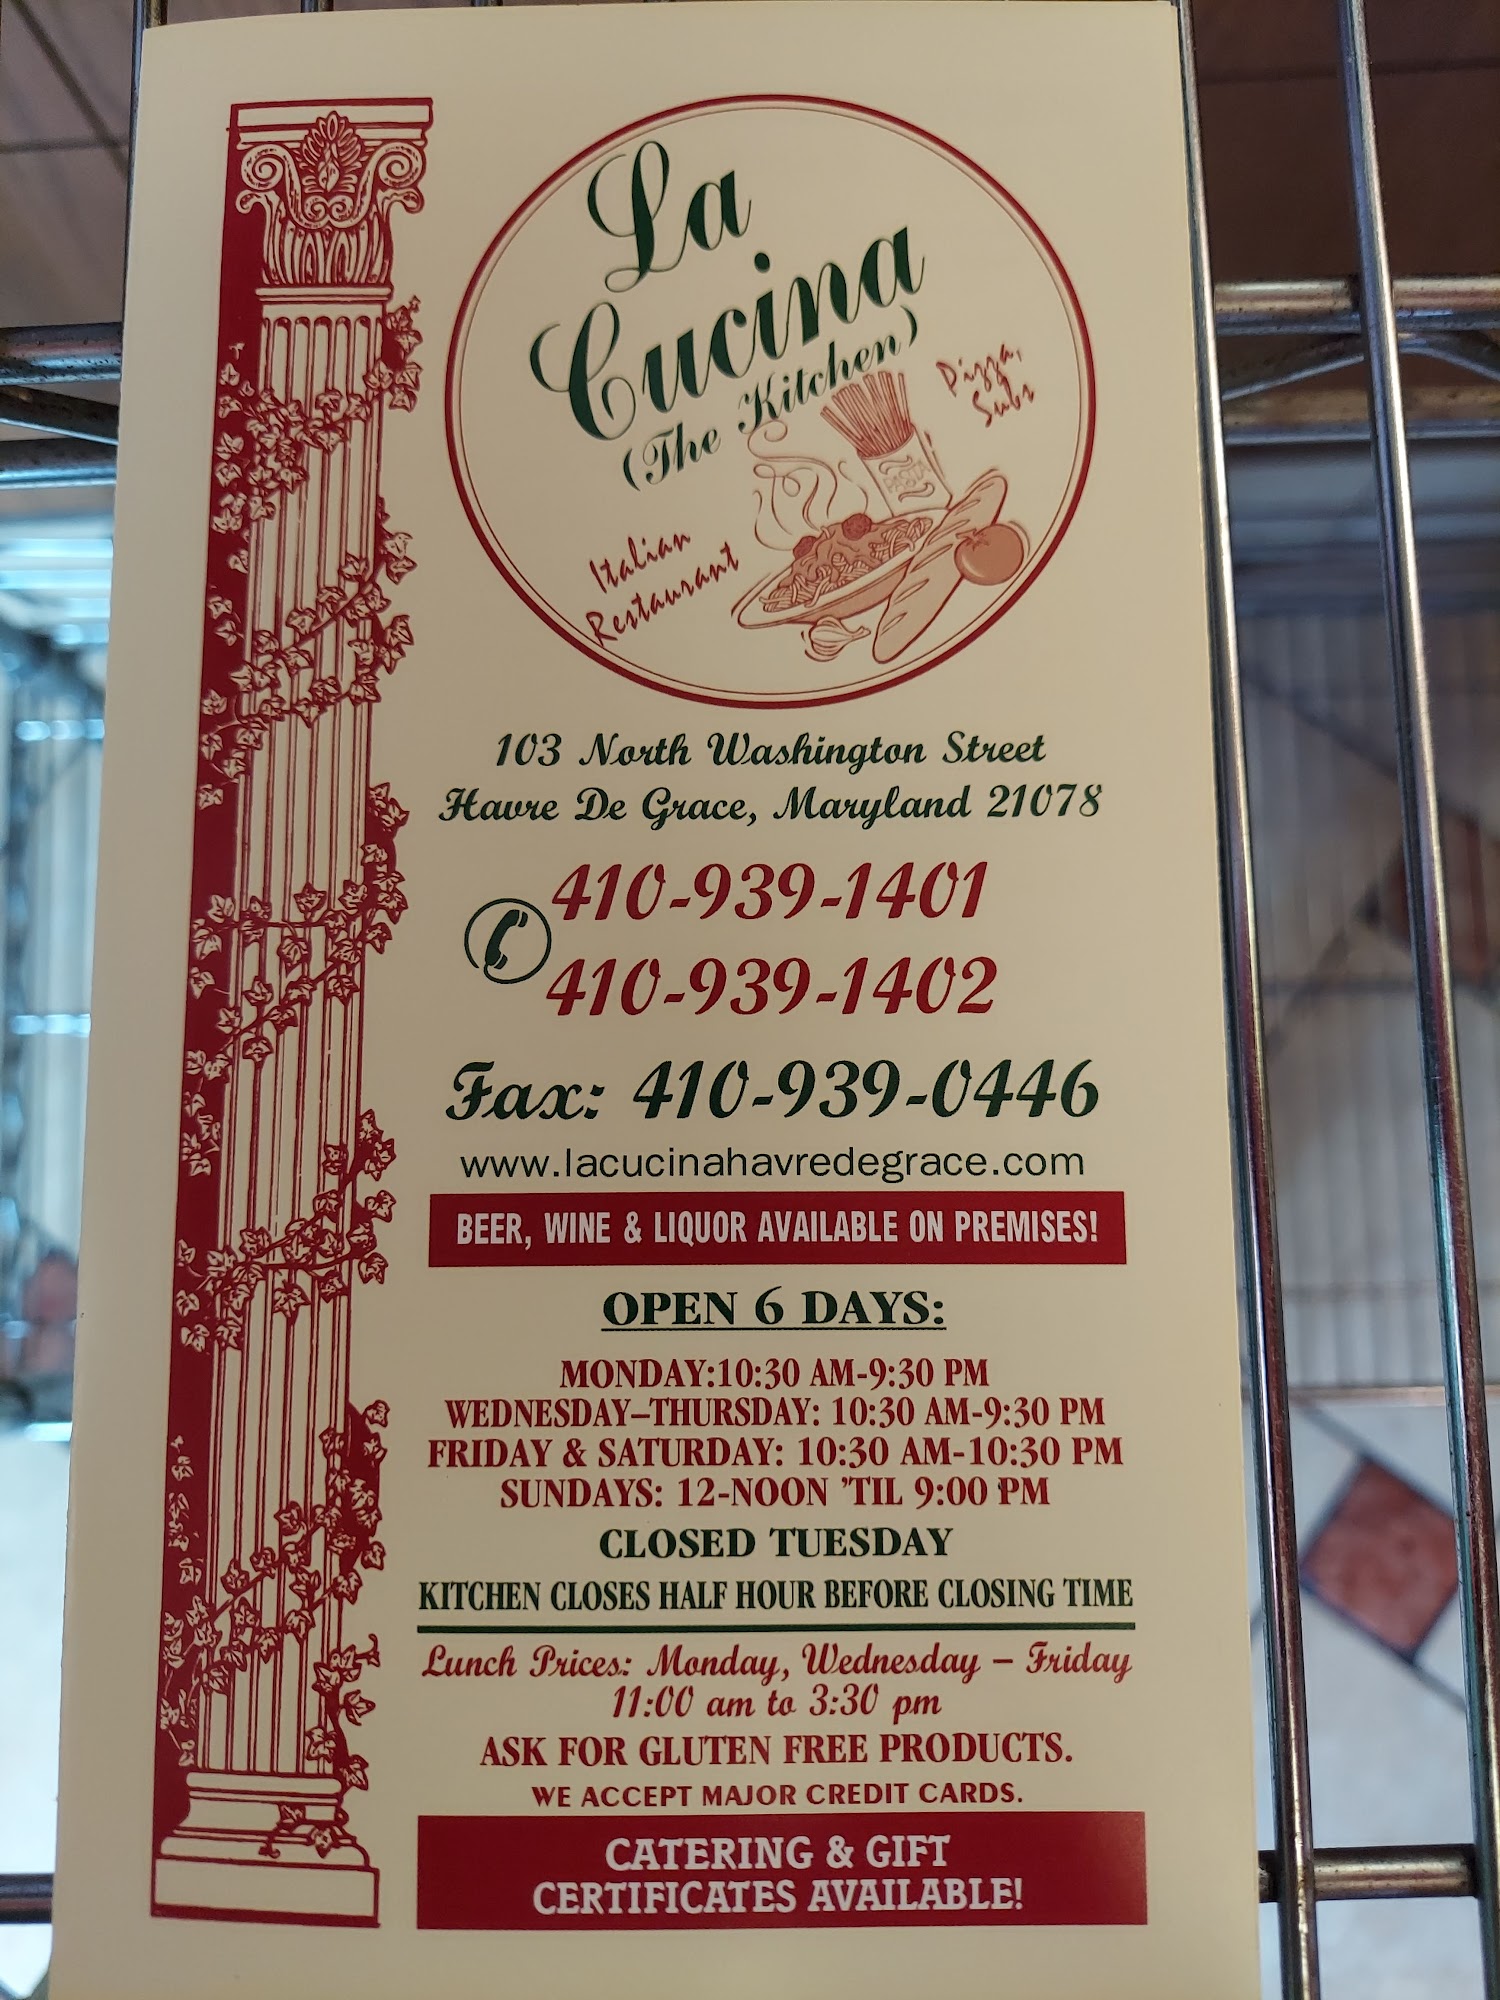 La
Cucina
(The Kitchen)
Pizza,
Subs
PASTA
Italian
Restaurant
103 North Washington Street
Havre De Grace, Maryland 21078
410-939-1401
410-939-1402
Fax: 410-939-0446
www.lacucinahavredegrace.com
BEER, WINE & LIQUOR AVAILABLE ON PREMISES!
OPEN 6 DAYS:
MONDAY:10:30 AM-9:30 PM
WEDNESDAY–THURSDAY: 10:30 AM-9:30 PM
FRIDAY & SATURDAY: 10:30 AM-10:30 PM
SUNDAYS: 12-NOON 'TIL 9:00 PM
CLOSED TUESDAY
KITCHEN CLOSES HALF HOUR BEFORE CLOSING TIME
Lunch Prices: Monday, Wednesday – Friday
11:00 am to 3:30 pm
ASK FOR GLUTEN FREE PRODUCTS.
WE ACCEPT MAJOR CREDIT CARDS.
CATERING & GIFT
CERTIFICATES AVAILABLE!